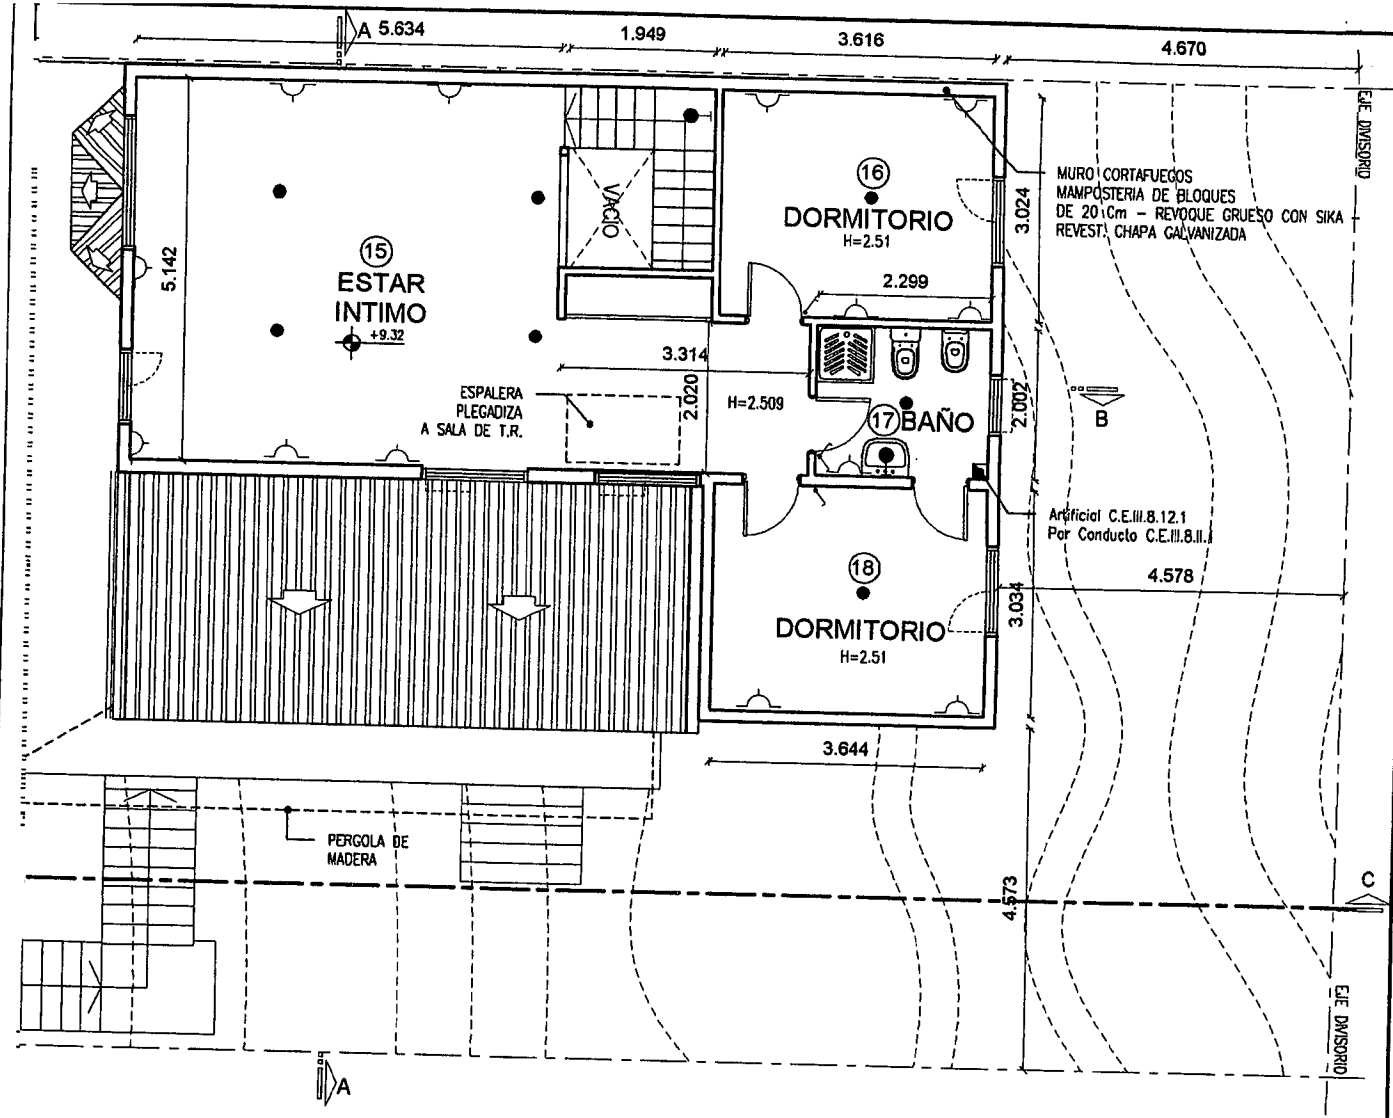 A 5.634
1.949
3.616
4.670
EJE DIVISORIO
MURO CORTAFUEGOS
MAMPOSTERIA DE BLOQUES
DE 20 Cm – REVOQUE GRUESO CON SIKA –
REVEST. CHAPA GALVANIZADA
16
DORMITORIO
H=2.51
3.024
VACIO
5.142
15
ESTAR
INTIMO
+9.32
2.299
3.314
2.020
H=2.509
ESPALERA
PLEGADIZA
A SALA DE T.R.
17 BAÑO
2.002
B
Artificial C.E.III.8.12.1
Por Conducto C.E.III.8.II.
4.578
18
DORMITORIO
H=2.51
3.034
3.644
PERGOLA DE
MADERA
4.573
C
EJE DIVISORIO
A